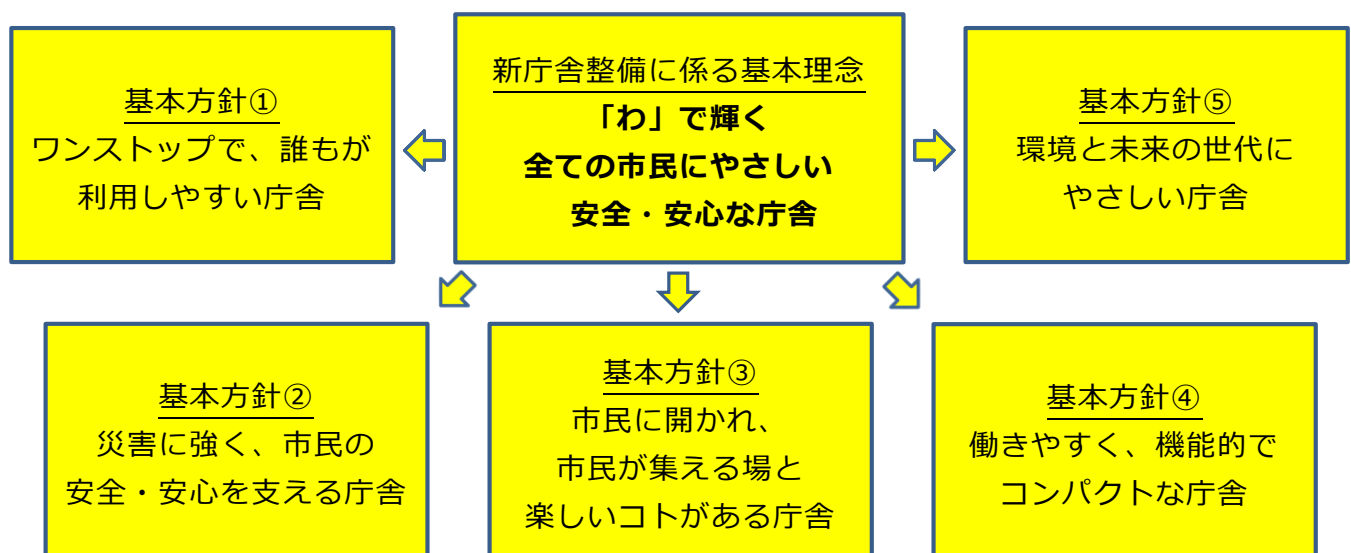 新庁舎整備に係る基本理念
「わ」で輝く
全ての市民にやさしい
安全・安心な庁舎
基本方針①
ワンストップで、誰もが
利用しやすい庁舎
基本方針②
災害に強く、市民の
安全・安心を支える庁舎
基本方針③
市民に開かれ、
市民が集える場と
楽しいコトがある庁舎
基本方針④
働きやすく、機能的で
コンパクトな庁舎
基本方針⑤
環境と未来の世代に
やさしい庁舎